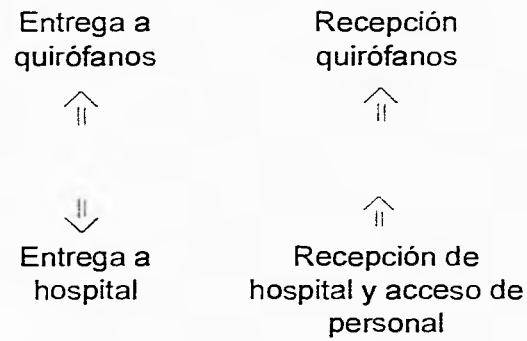 Entrega a
quirófanos
Recepción
quirófanos
Entrega a
hospital
Recepción de
hospital y acceso de
personal